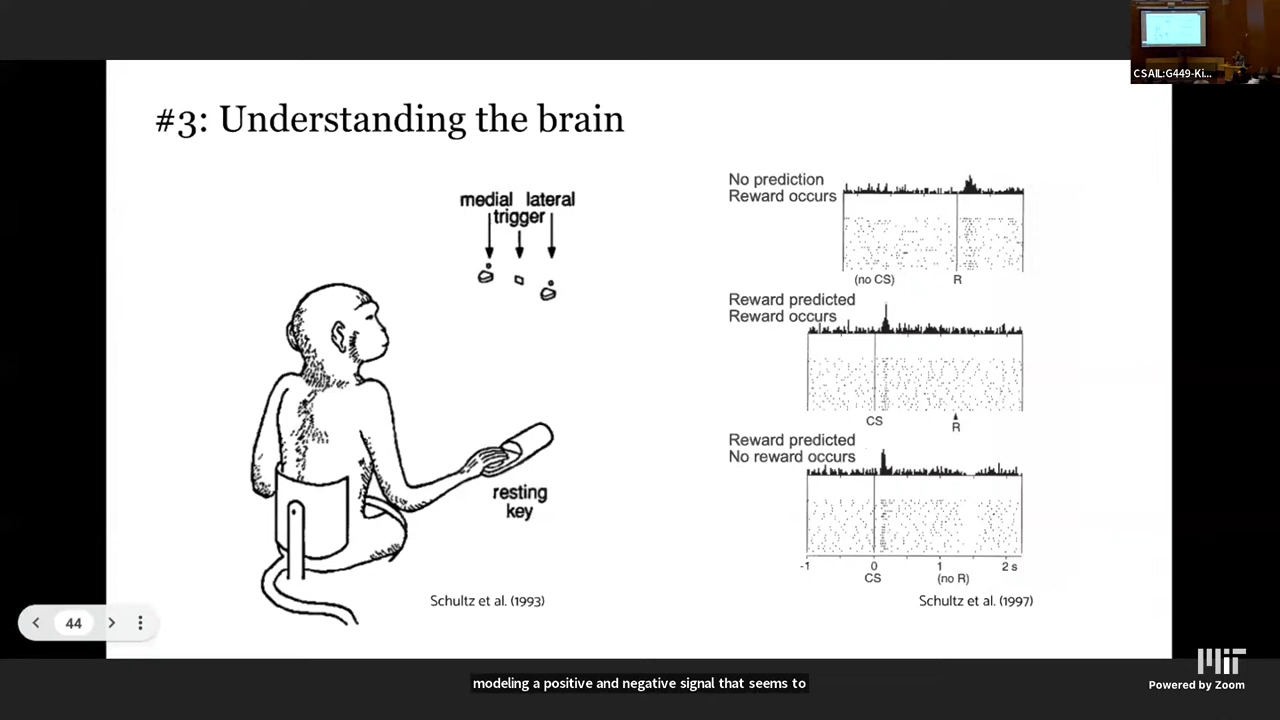 CSAIL:G449-Ki...
#3: Understanding the brain
medial lateral
trigger
resting
key
Schultz et al. (1993)
No prediction
Reward occurs
(no CS)
R
Reward predicted
Reward occurs
CS
R
Reward predicted
No reward occurs
-1
0
1
2 s
CS
(no R)
Schultz et al. (1997)
44
modeling a positive and negative signal that seems to
MIT
Powered by Zoom